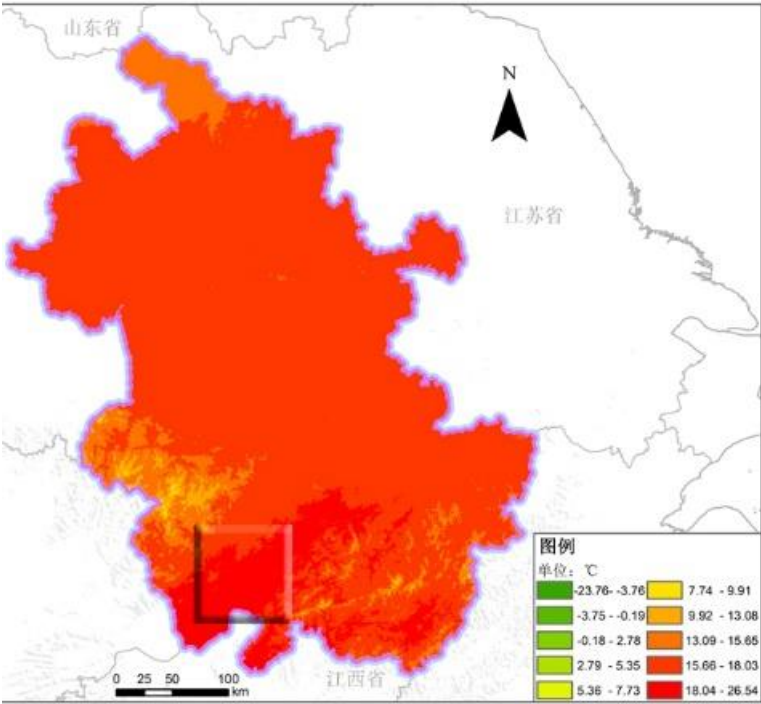 山东省
N
江苏省
图例
单位：℃
-23.76- -3.76
7.74 - 9.91
-3.75 - -0.19
9.92 - 13.08
-0.18 - 2.78
13.09 - 15.65
2.79 - 5.35
15.66 - 18.03
5.36 - 7.73
18.04 - 26.54
江西省
0 25 50 100
km